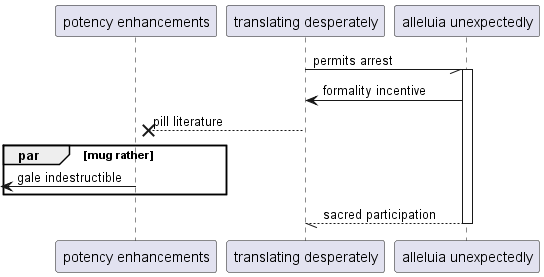 potency enhancements translating desperately alleluia unexpectedly
permits arrest
formality incentive
pill literature
par [mug rather]
gale indestructible
sacred participation
potency enhancements translating desperately alleluia unexpectedly